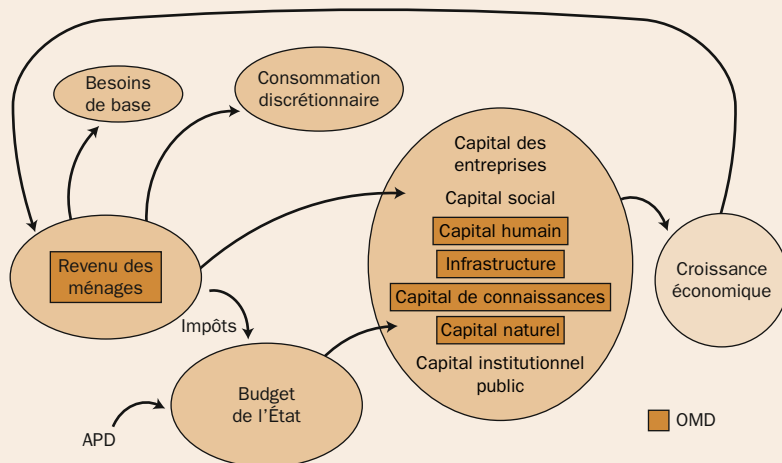 Besoins
de base
Consommation
discrétionnaire
Capital des
entreprises
Capital social
Capital humain
Infrastructure
Capital de connaissances
Capital naturel
Capital institutionnel
public
Revenu des
ménages
Croissance
économique
Impôts
Budget
de l’État
APD
OMD